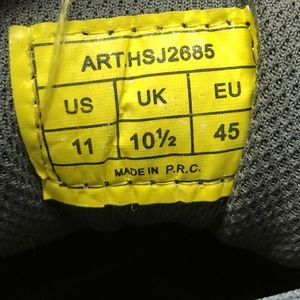 ART.HSJ2685
US UK EU
11 10½ 45
MADE IN P.R.C.